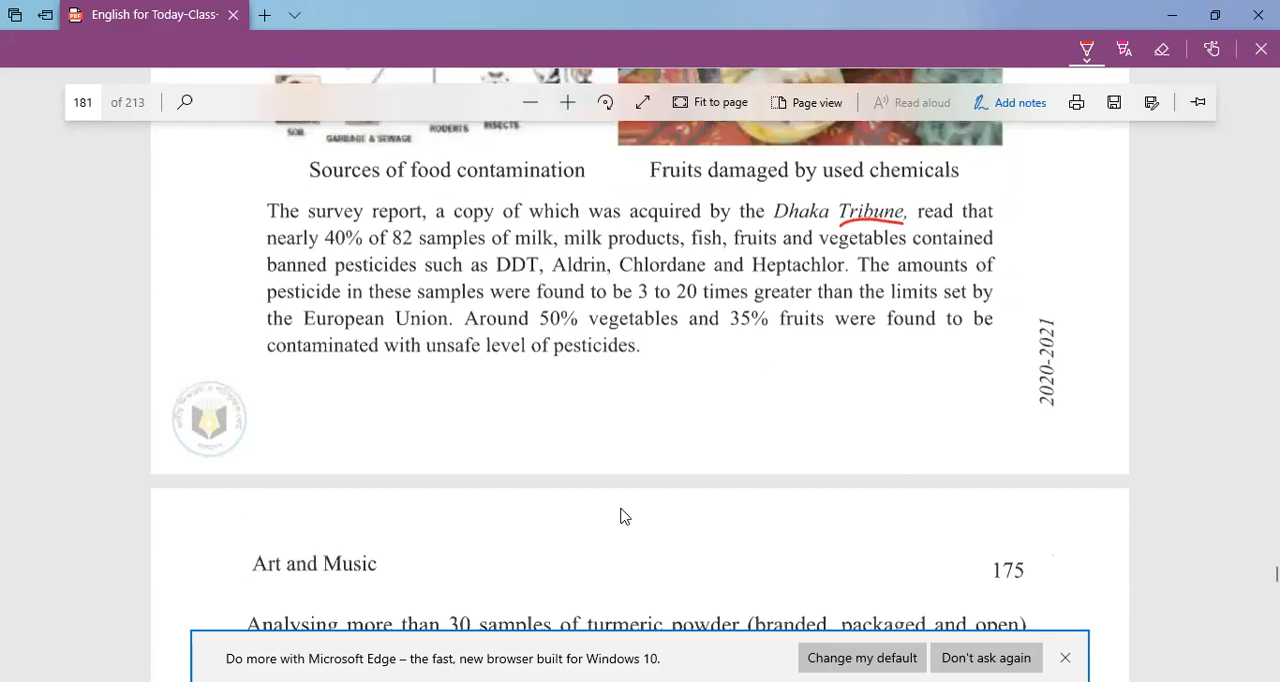 English for Today-Class-
181 of 213 Fit to page Page view Read aloud Add notes
SOIL
GARBAGE & SEWAGE
RODENTS
INSECTS
Sources of food contamination
Fruits damaged by used chemicals
The survey report, a copy of which was acquired by the Dhaka Tribune, read that
nearly 40% of 82 samples of milk, milk products, fish, fruits and vegetables contained
banned pesticides such as DDT, Aldrin, Chlordane and Heptachlor. The amounts of
pesticide in these samples were found to be 3 to 20 times greater than the limits set by
the European Union. Around 50% vegetables and 35% fruits were found to be
contaminated with unsafe level of pesticides.
2020-2021
Art and Music
175
Analysing more than 30 samples of turmeric powder (branded, packaged and open)
Do more with Microsoft Edge – the fast, new browser built for Windows 10.
Change my default
Don't ask again